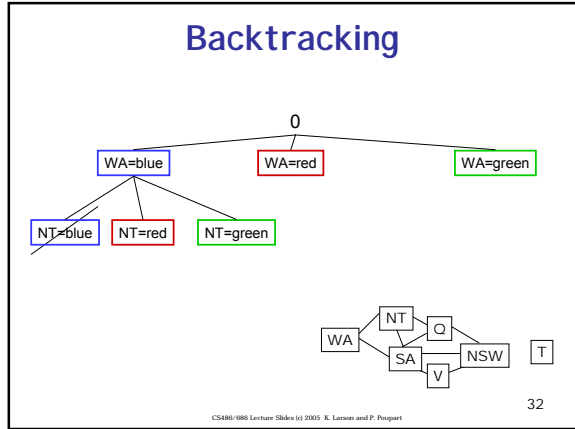 Backtracking
0
WA=blue WA=red WA=green
NT=blue NT=red NT=green
NT
Q
WA
SA NSW T
V
32
CS486/686 Lecture Slides (c) 2005 K. Larson and P. Poupart